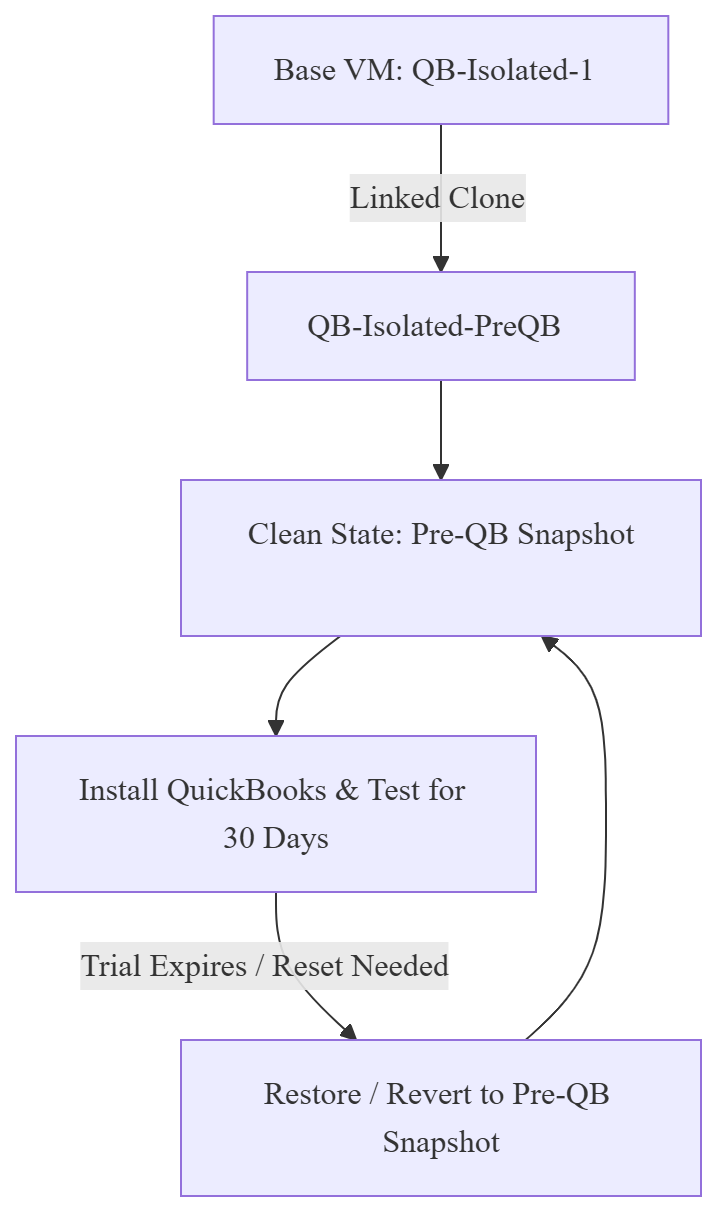 Base VM: QB-Isolated-1
Linked Clone
QB-Isolated-PreQB
Clean State: Pre-QB Snapshot
Install QuickBooks & Test for
30 Days
Trial Expires / Reset Needed
Restore / Revert to Pre-QB
Snapshot